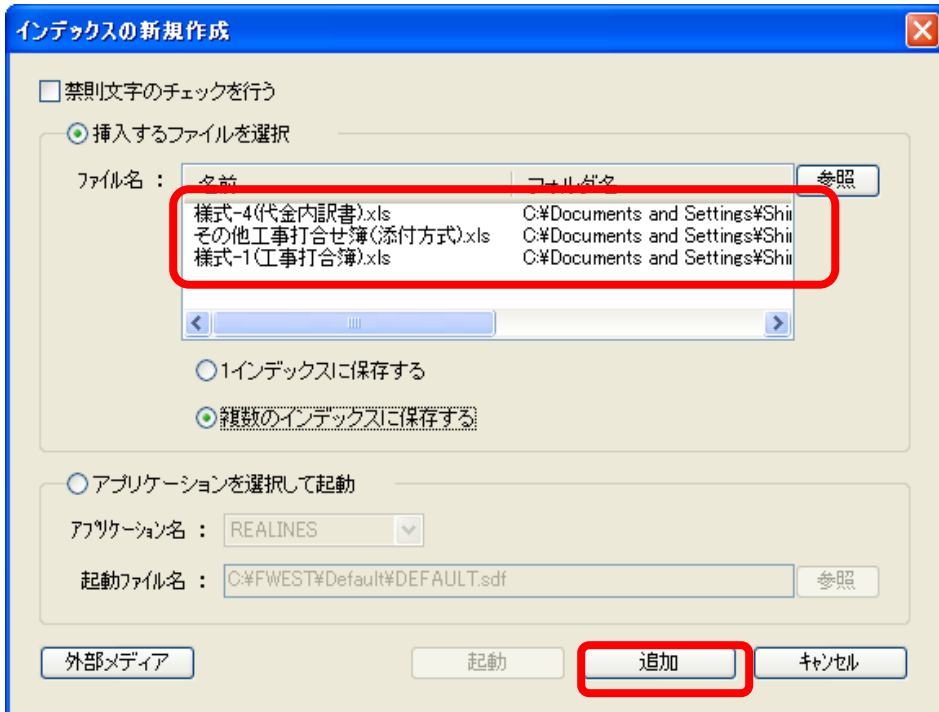 インデックスの新規作成
禁則文字のチェックを行う
挿入するファイルを選択
ファイル名 :
名前 フォルダ名
参照
様式-4(代金内訳書).xls C:¥Documents and Settings¥Shi
その他工事打合せ簿(添付方式).xls C:¥Documents and Settings¥Shi
様式-1(工事打合簿).xls C:¥Documents and Settings¥Shi
1インデックスに保存する
複数のインデックスに保存する
アプリケーションを選択して起動
アプリケーション名 : REALINES
起動ファイル名 : C:¥FWEST¥Default¥DEFAULT.sdf 参照
外部メディア 起動 追加 キャンセル